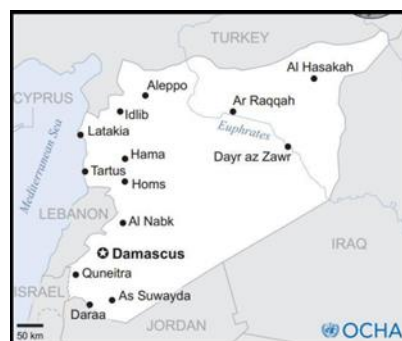 TURKEY
Al Hasakah
Aleppo
CYPRUS
Idlib
Ar Raqqah
Latakia
Euphrates
Hama
Dayr az Zawr
Mediterranean Sea
Tartus
Homs
LEBANON
Al Nabk
IRAQ
Damascus
Quneitra
ISRAEL
As Suwayda
Daraa
JORDAN
50 km
OCHA